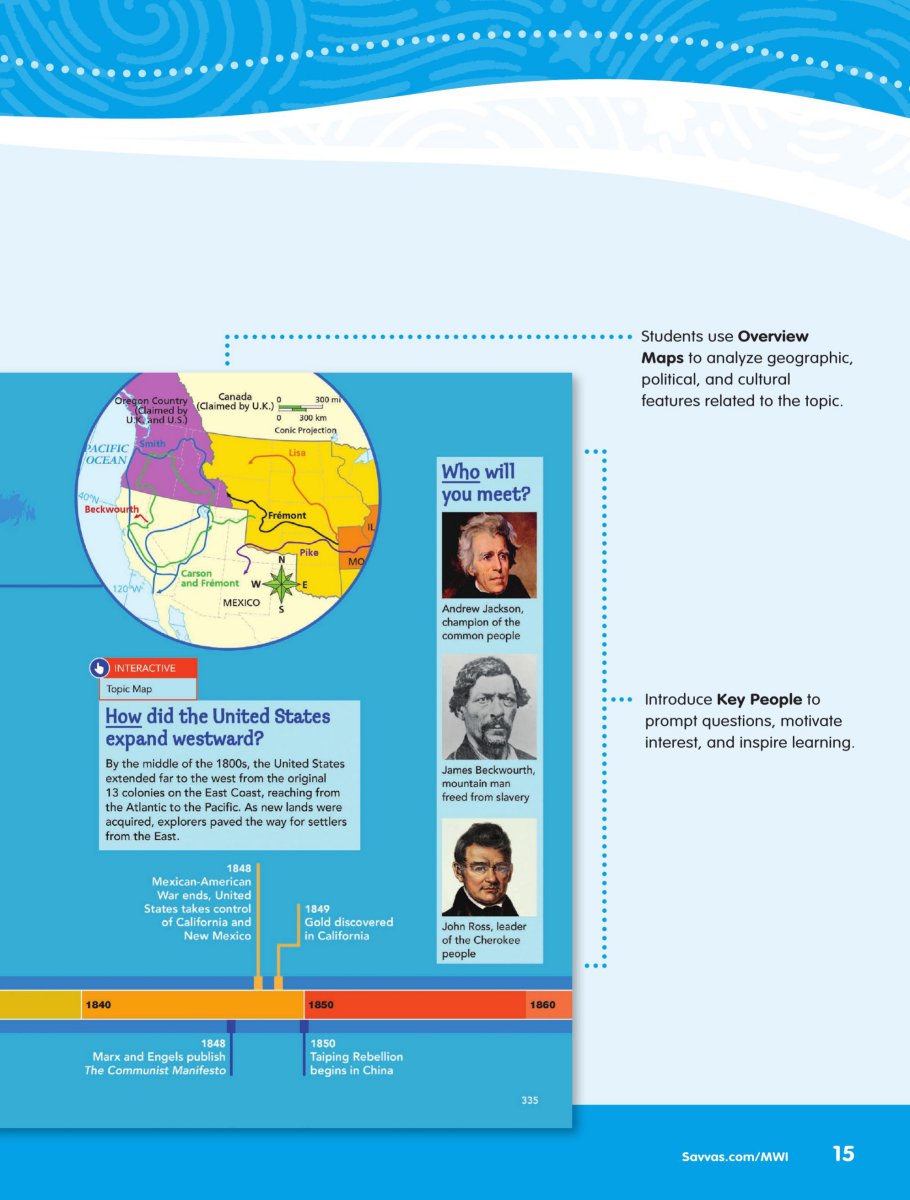 Students use Overview
Maps to analyze geographic,
political, and cultural
features related to the topic.
Oregon Country
(Claimed by
U.K. and U.S.)
Canada
(Claimed by U.K.)
0 300 mi
0 300 km
Conic Projection
PACIFIC
OCEAN
Smith
Lisa
40°N
Beckwourth
Frémont
IL
Pike
MO
Carson
and Frémont
N
W E
S
120°W
MEXICO
INTERACTIVE
Topic Map
How did the United States
expand westward?
By the middle of the 1800s, the United States
extended far to the west from the original
13 colonies on the East Coast, reaching from
the Atlantic to the Pacific. As new lands were
acquired, explorers paved the way for settlers
from the East.
Who will
you meet?
Andrew Jackson,
champion of the
common people
James Beckwourth,
mountain man
freed from slavery
John Ross, leader
of the Cherokee
people
Introduce Key People to
prompt questions, motivate
interest, and inspire learning.
1848
Mexican-American
War ends, United
States takes control
of California and
New Mexico
1849
Gold discovered
in California
1840 1850 1860
1848
Marx and Engels publish
The Communist Manifesto
1850
Taiping Rebellion
begins in China
335
Savvas.com/MWI 15